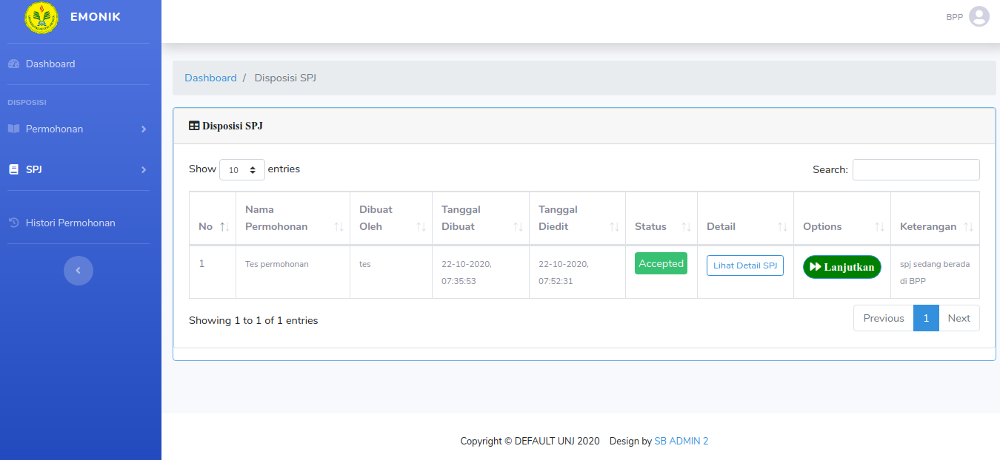 EMONIK
BPP
Dashboard
DISPOSISI
Permohonan
SPJ
Histori Permohonan
Dashboard / Disposisi SPJ
Disposisi SPJ
Show 10 entries
Search:
No
Nama
Permohonan
Dibuat
Oleh
Tanggal
Dibuat
Tanggal
Diedit
Status
Detail
Options
Keterangan
1
Tes permohonan
tes
22-10-2020,
07:35:53
22-10-2020,
07:52:31
Accepted
Lihat Detail SPJ
Lanjutkan
spj sedang berada
di BPP
Showing 1 to 1 of 1 entries
Previous 1 Next
Copyright © DEFAULT UNJ 2020 Design by SB ADMIN 2